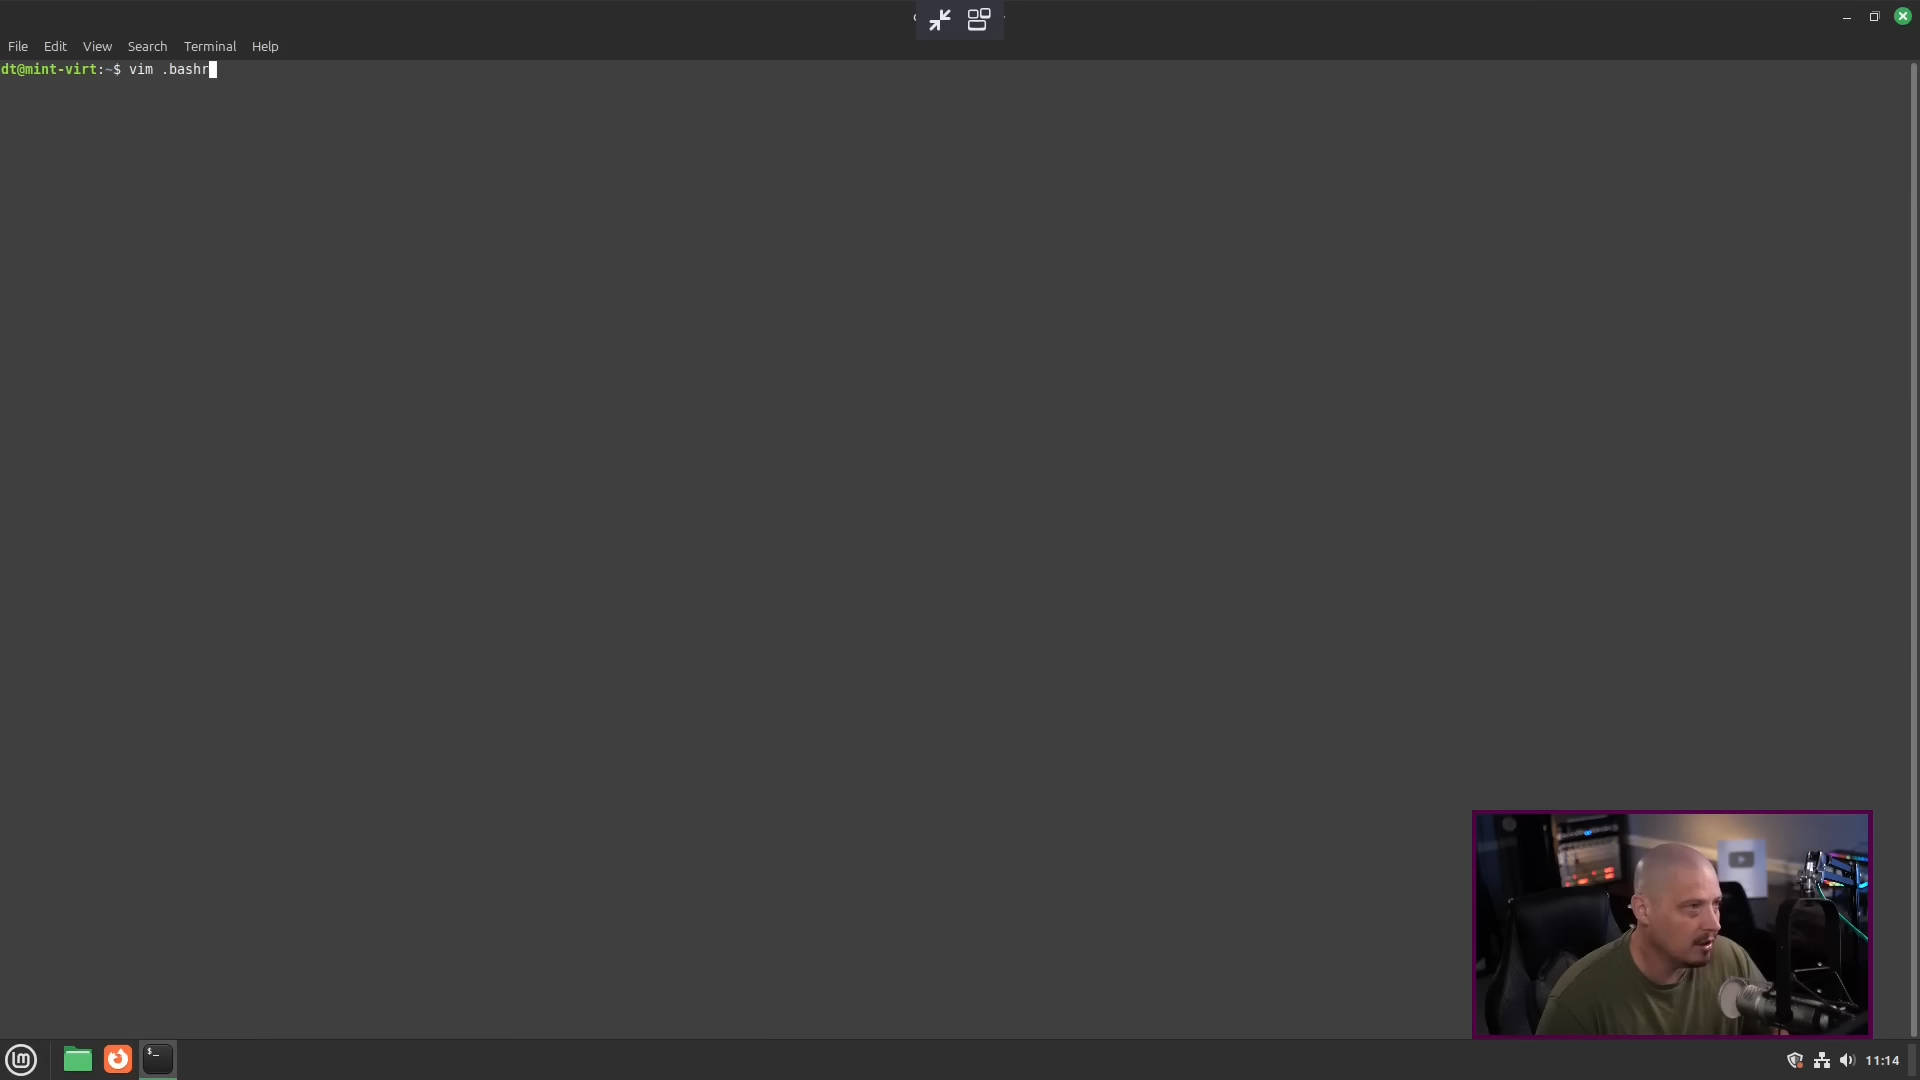 File Edit View Search Terminal Help
dt@mint-virt:~$ vim .bashr
$_
11:14